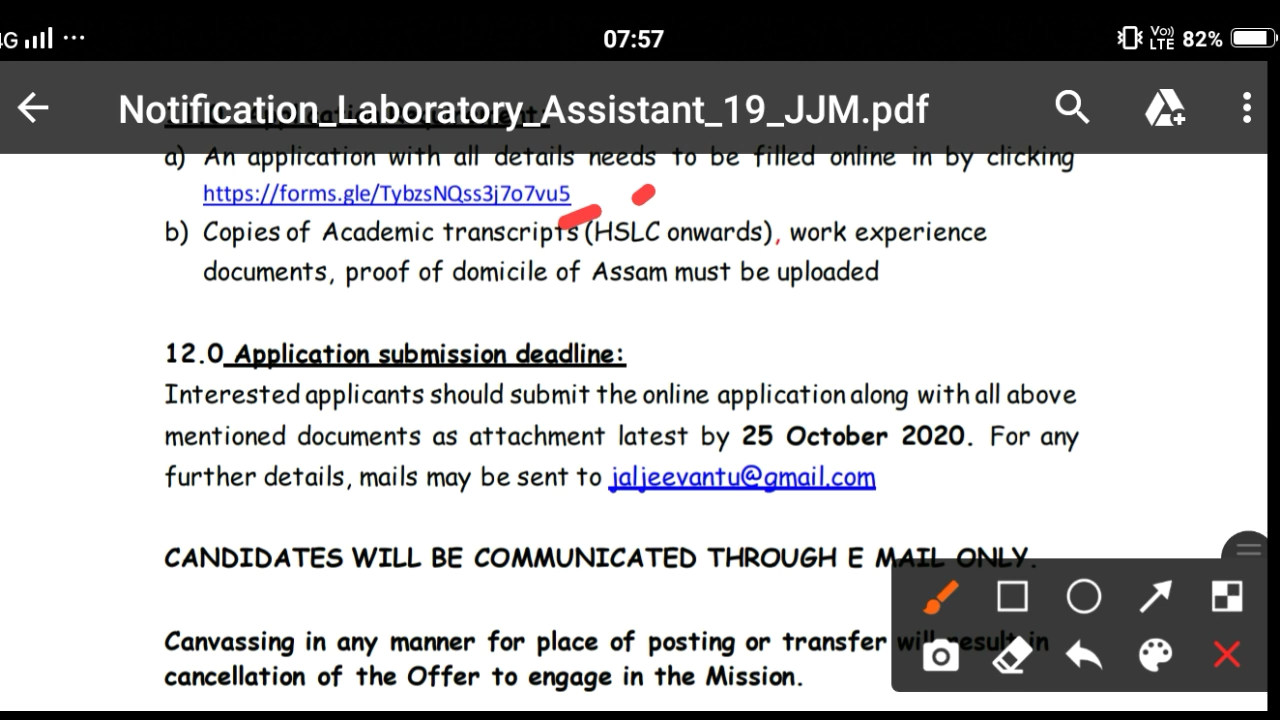 4G ... 07:57 Vo) LTE 82%
Notification_Laboratory_Assistant_19_JJM.pdf
a) An application with all details needs to be filled online in by clicking
https://forms.gle/TybzsNQss3j7o7vu5
b) Copies of Academic transcripts (HSLC onwards), work experience
documents, proof of domicile of Assam must be uploaded
12.0 Application submission deadline:
Interested applicants should submit the online application along with all above
mentioned documents as attachment latest by 25 October 2020. For any
further details, mails may be sent to jaljeevantu@gmail.com
CANDIDATES WILL BE COMMUNICATED THROUGH E MAIL ONLY.
Canvassing in any manner for place of posting or transfer will result in
cancellation of the Offer to engage in the Mission.